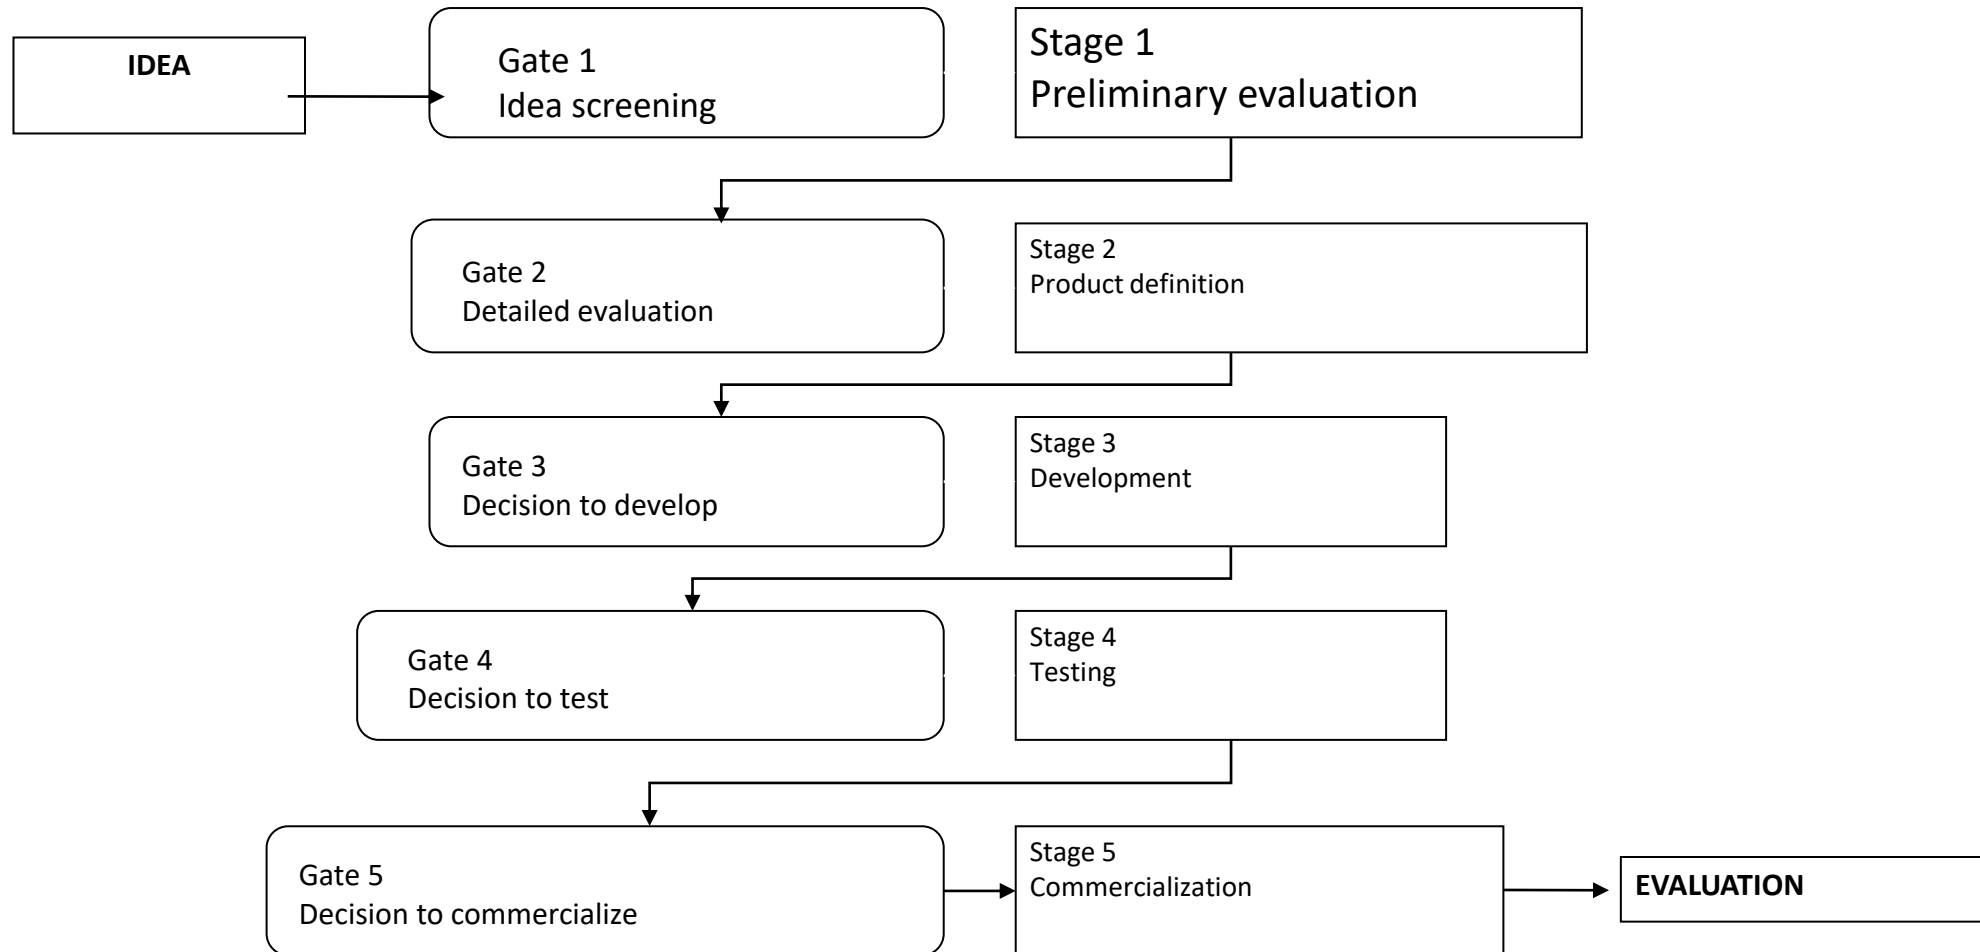 IDEA
Gate 1
Idea screening
Stage 1
Preliminary evaluation
Gate 2
Detailed evaluation
Stage 2
Product definition
Gate 3
Decision to develop
Stage 3
Development
Gate 4
Decision to test
Stage 4
Testing
Gate 5
Decision to commercialize
Stage 5
Commercialization
EVALUATION